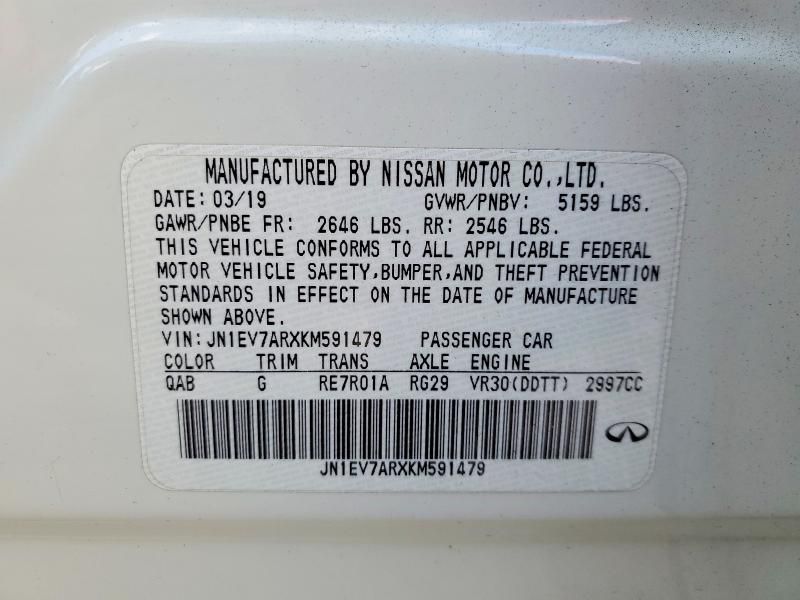 MANUFACTURED BY NISSAN MOTOR CO.,LTD.
DATE: 03/19 GVWR/PNBV: 5159 LBS.
GAWR/PNBE FR: 2646 LBS. RR: 2546 LBS.
THIS VEHICLE CONFORMS TO ALL APPLICABLE FEDERAL
MOTOR VEHICLE SAFETY,BUMPER,AND THEFT PREVENTION
STANDARDS IN EFFECT ON THE DATE OF MANUFACTURE
SHOWN ABOVE.
VIN: JN1EV7ARXKM591479 PASSENGER CAR
COLOR TRIM TRANS AXLE ENGINE
QAB G RE7R01A RG29 VR30(DDTT) 2997CC
JN1EV7ARXKM591479